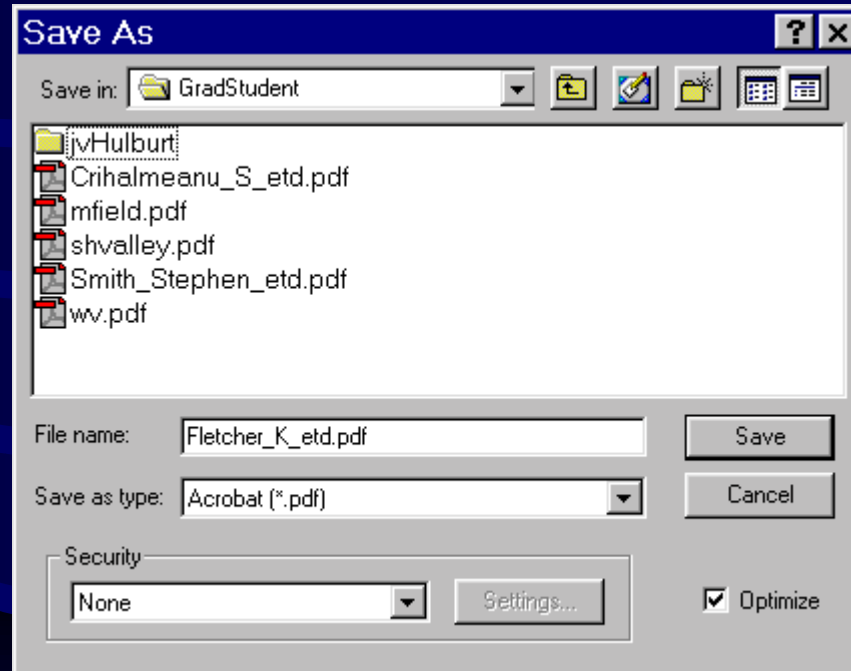 Save As
Save in: GradStudent
jvHulburt
Crihalmeanu_S_etd.pdf
mfield.pdf
shvalley.pdf
Smith_Stephen_etd.pdf
wv.pdf
File name: Fletcher_K_etd.pdf Save
Save as type: Acrobat (*.pdf) Cancel
Security
None Settings... Optimize